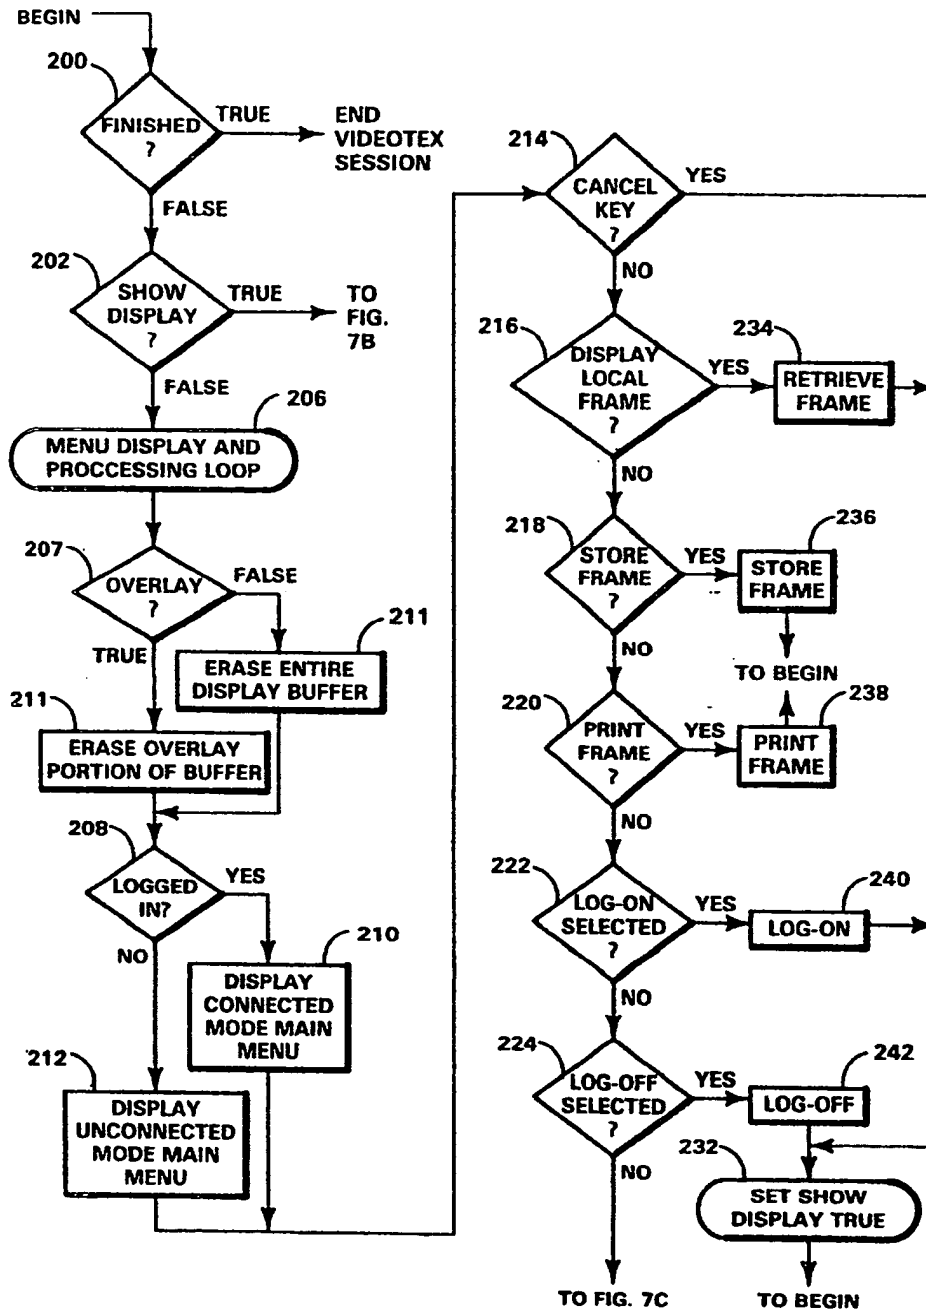 BEGIN
200
FINISHED
?
TRUE
END
VIDEOTEX
SESSION
FALSE
202
SHOW
DISPLAY
?
TRUE
TO
FIG.
7B
FALSE
206
MENU DISPLAY AND
PROCCESSING LOOP
207
OVERLAY
?
FALSE
TRUE
211
ERASE ENTIRE
DISPLAY BUFFER
211
ERASE OVERLAY
PORTION OF BUFFER
208
LOGGED
IN?
YES
NO
210
DISPLAY
CONNECTED
MODE MAIN
MENU
212
DISPLAY
UNCONNECTED
MODE MAIN
MENU
214
CANCEL
KEY
?
YES
NO
216
DISPLAY
LOCAL
FRAME
?
YES
234
RETRIEVE
FRAME
NO
218
STORE
FRAME
?
YES
236
STORE
FRAME
NO
TO BEGIN
220
PRINT
FRAME
?
YES
238
PRINT
FRAME
NO
222
LOG-ON
SELECTED
?
YES
240
LOG-ON
NO
224
LOG-OFF
SELECTED
?
YES
242
LOG-OFF
NO
232
SET SHOW
DISPLAY TRUE
TO FIG. 7C
TO BEGIN